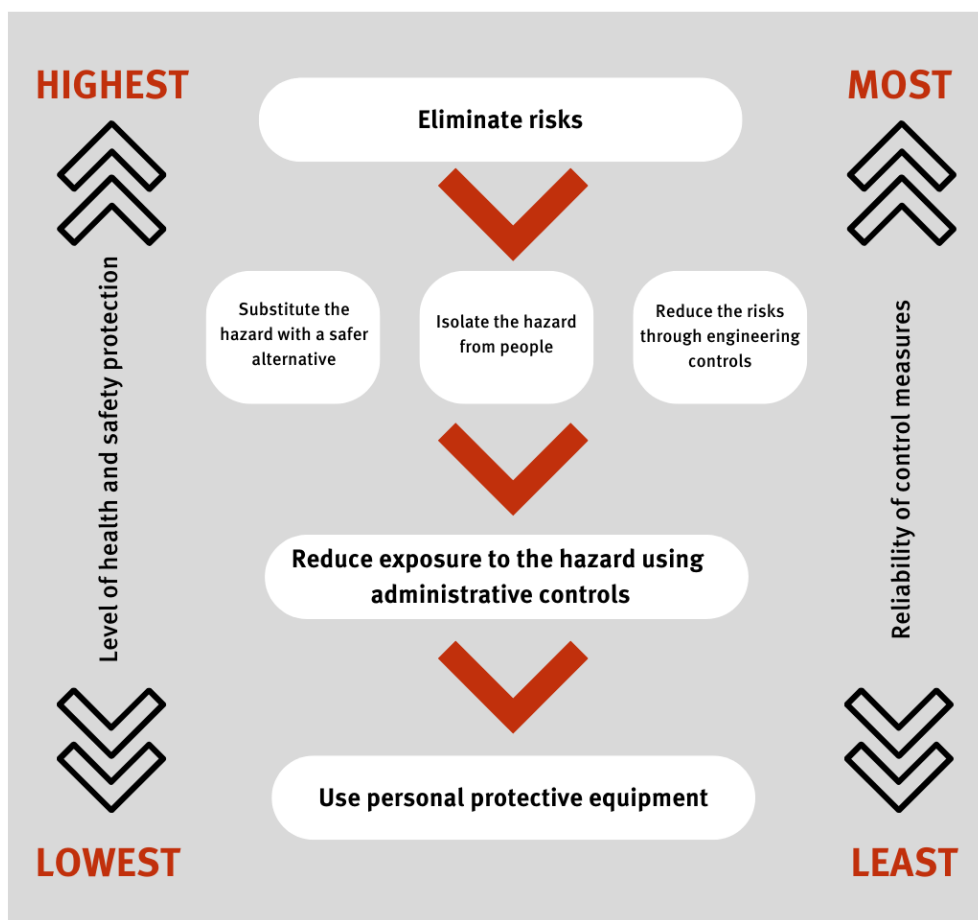 HIGHEST
MOST
Eliminate risks
Level of health and safety protection
Substitute the
hazard with a safer
alternative
Isolate the hazard
from people
Reduce the risks
through engineering
controls
Reliability of control measures
Reduce exposure to the hazard using
administrative controls
Use personal protective equipment
LOWEST
LEAST